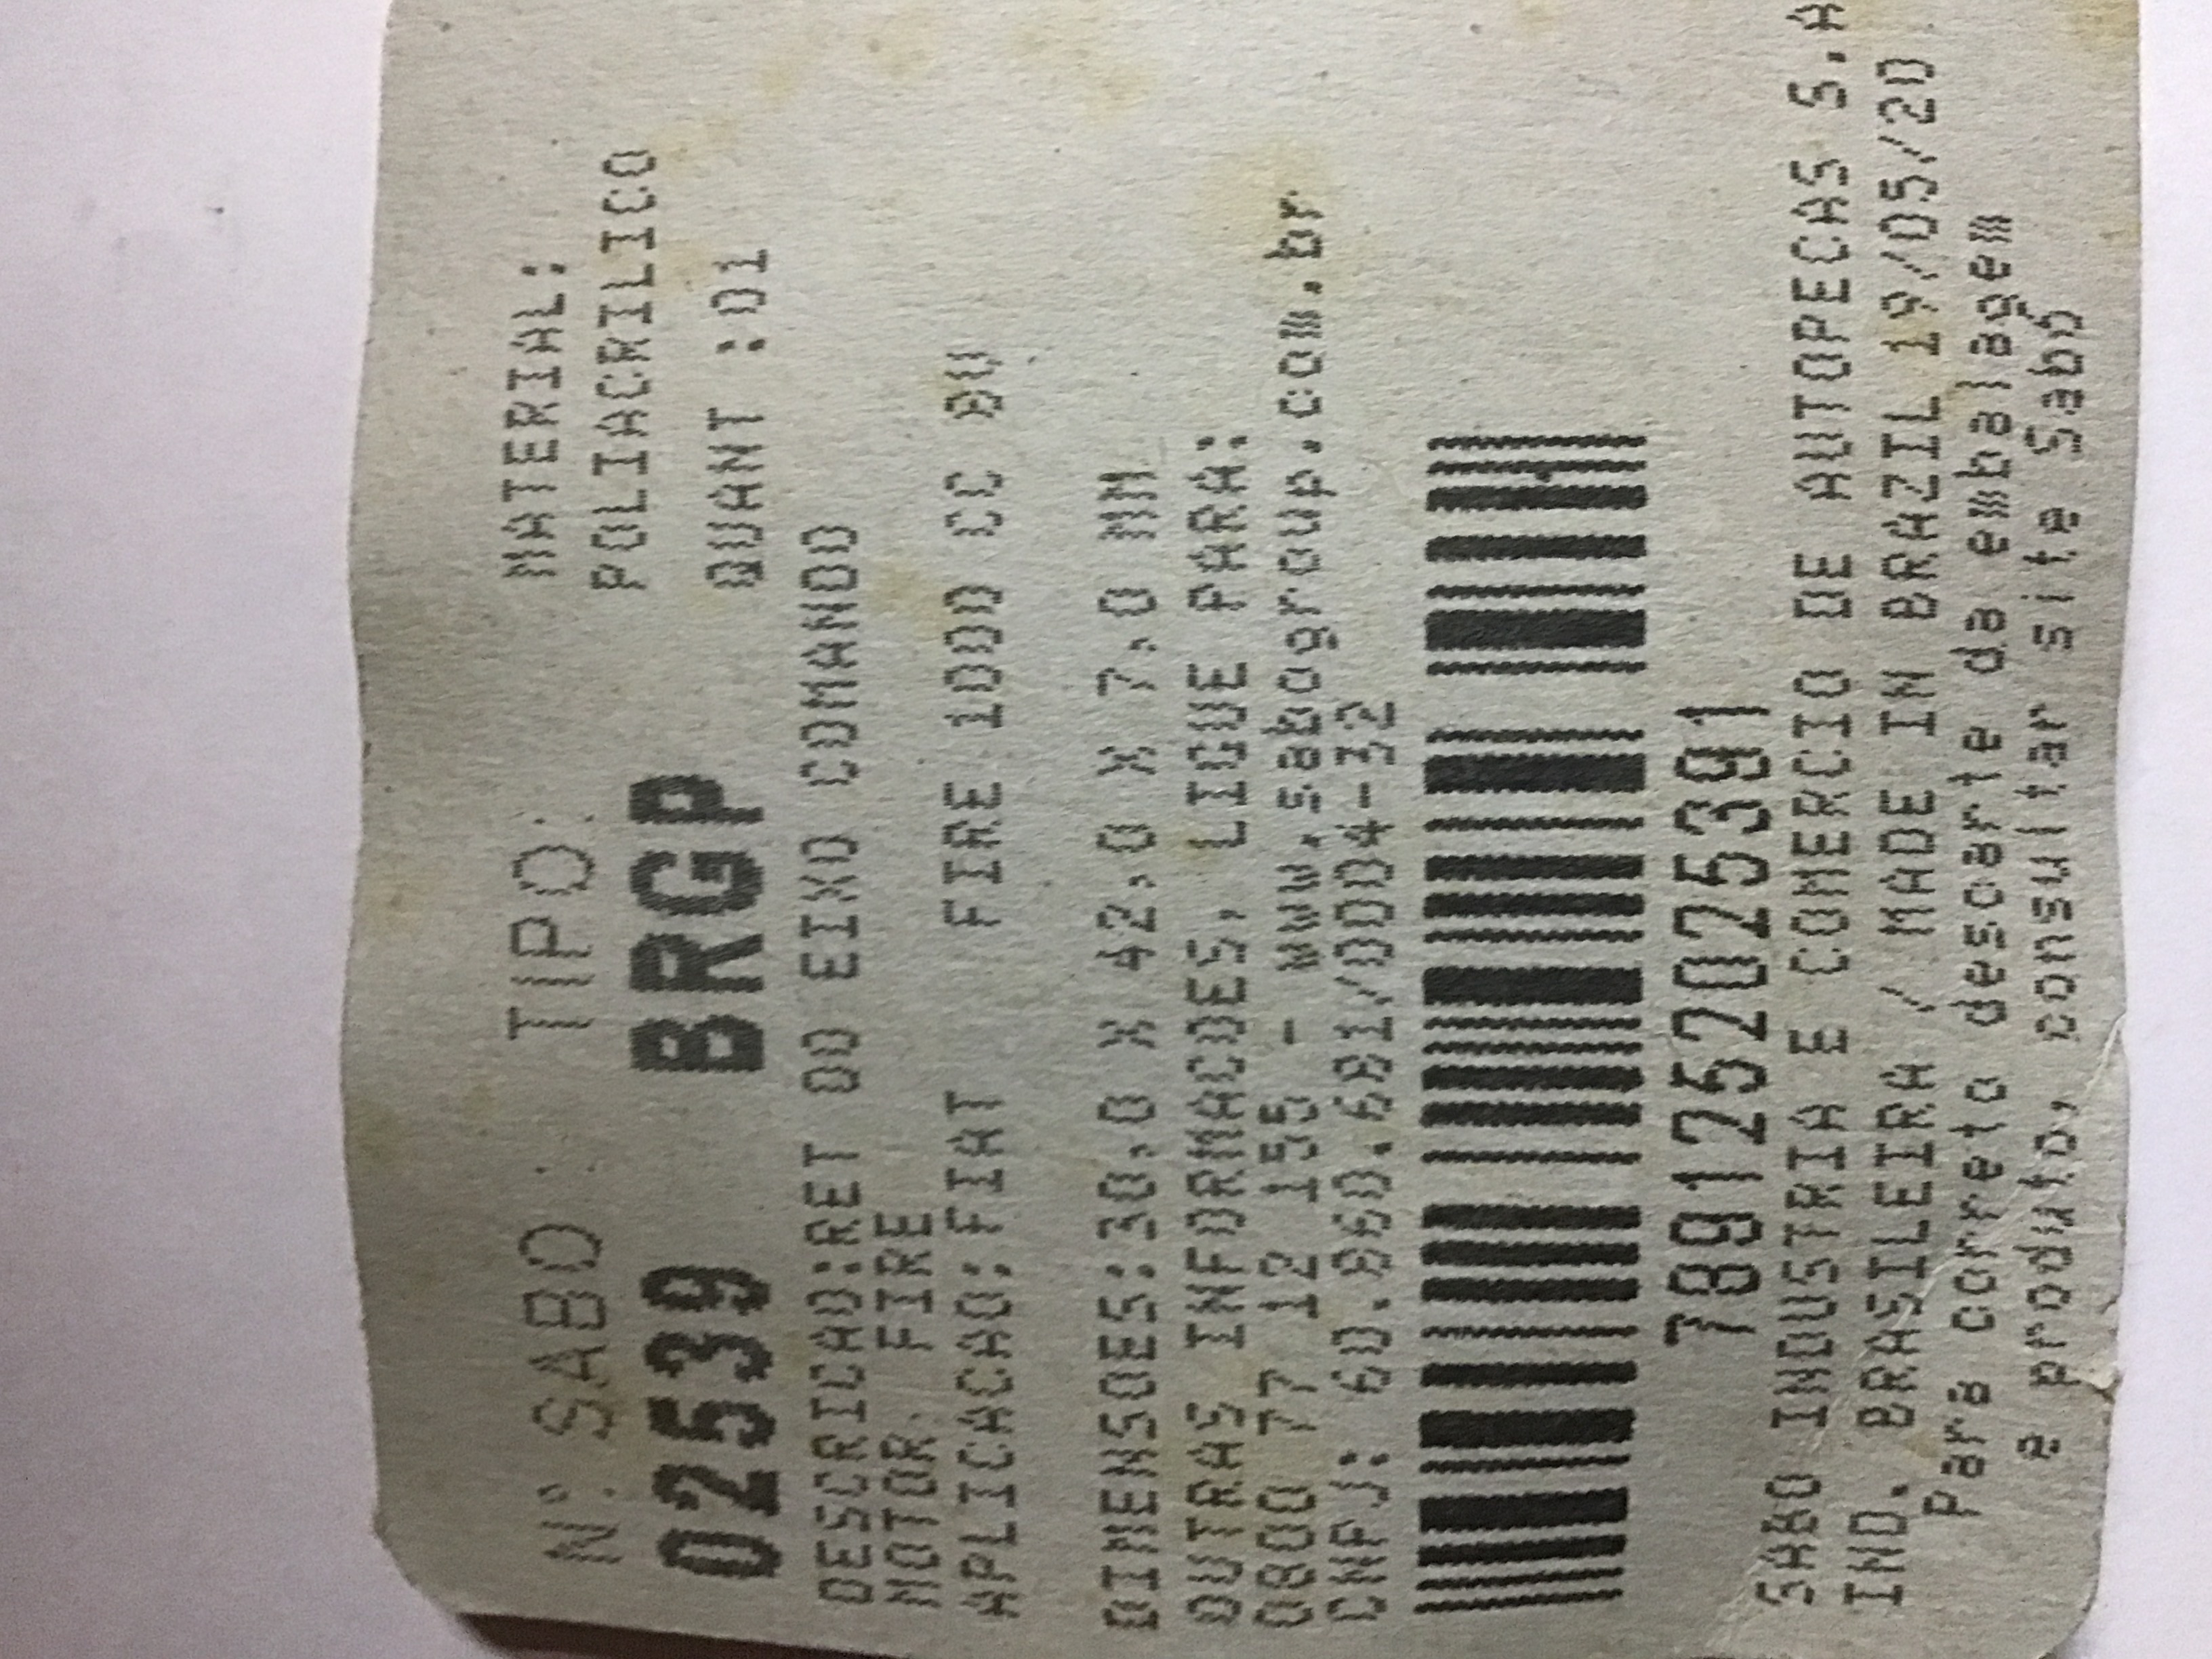 N: SABO : TIPO: MATERIAL:
02539 BRGP POLIACRILICO
QUANT :01
DESCRICAO:RET DO EIXO COMANDO
MOTOR. FIRE
APLICACAO:FIAT FIRE 1000 CC 8V
DIMENSOES:30,0 X 42,0 X 7,0 MM
OUTRAS INFORMACOES, LIGUE PARA:
0800 77 12 155 - www.sabogroup.com.br
CNPJ: 60.860.681/0004-32
7891252025391
SABO INDUSTRIA E COMERCIO DE AUTOPECAS S.A
IND. BRASILEIRA / MADE IN BRAZIL 19/05/20
Para correto descarte da embalagem
e produto, consultar site Sabó